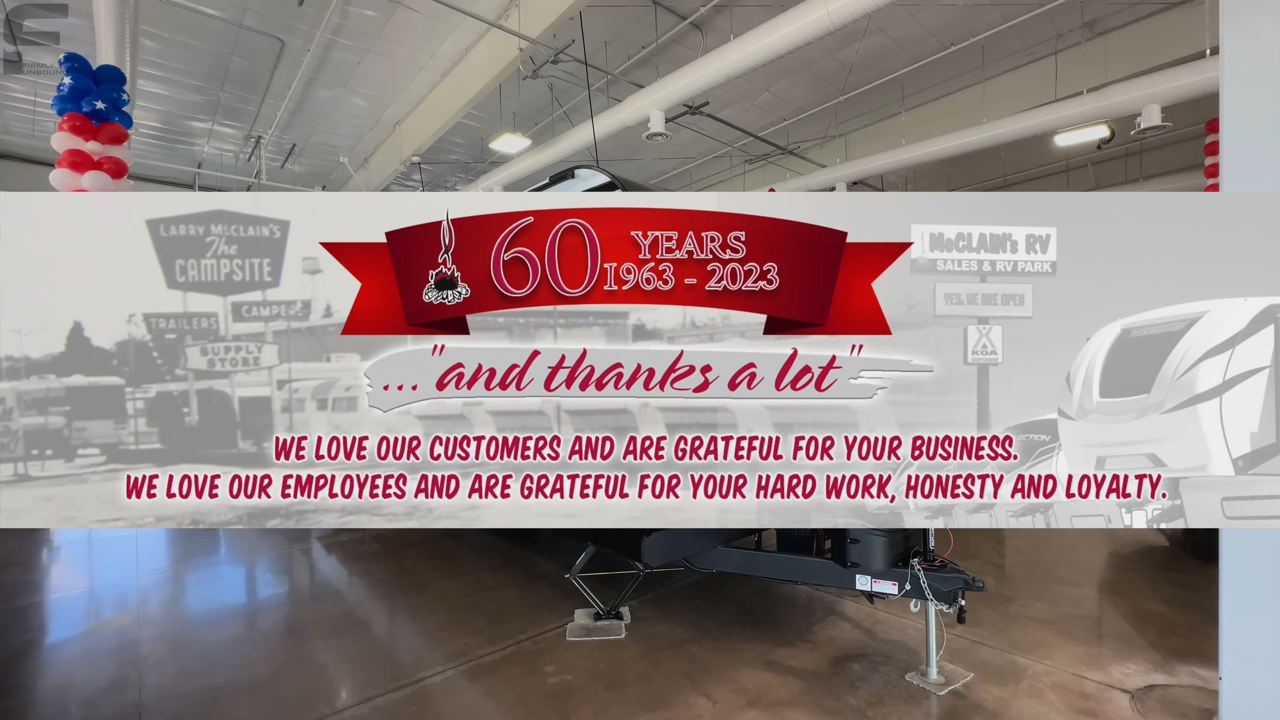 LARRY McCLAIN'S
The
CAMPSITE
TRAILERS
CAMPERS
SUPPLY
STORE
60 YEARS
1963 - 2023
McCLAIN's RV
SALES & RV PARK
YES, WE ARE OPEN
KOA
..."and thanks a lot"
WE LOVE OUR CUSTOMERS AND ARE GRATEFUL FOR YOUR BUSINESS.
WE LOVE OUR EMPLOYEES AND ARE GRATEFUL FOR YOUR HARD WORK, HONESTY AND LOYALTY.